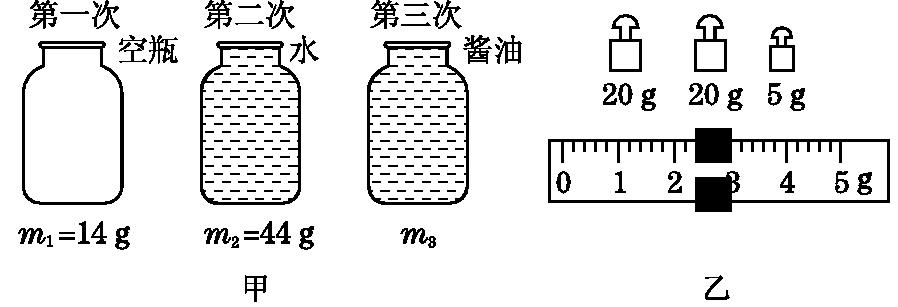 第一次
空瓶
m₁=14 g
第二次
水
m₂=44 g
第三次
酱油
m₃
甲
20 g 20 g 5 g
0 1 2 3 4 5 g
乙